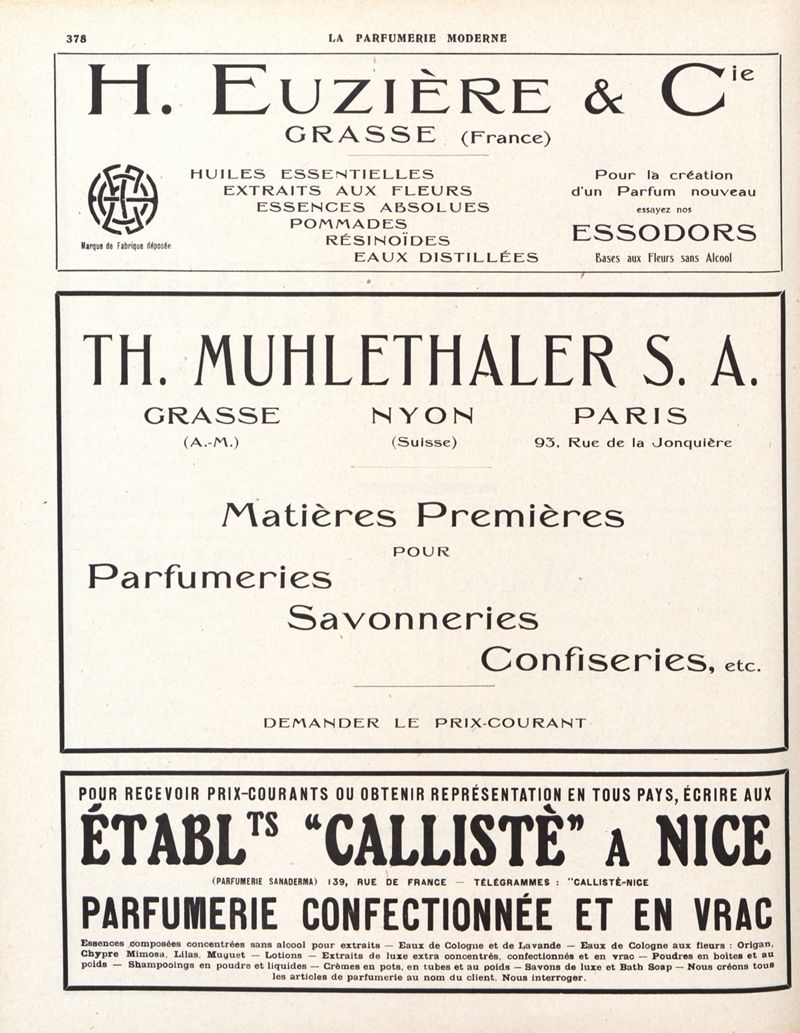 378
LA PARFUMERIE MODERNE
H. EUZIÈRE & Cie
GRASSE (France)
HUILES ESSENTIELLES
EXTRAITS AUX FLEURS
ESSENCES ABSOLUES
POMMADES
RÉSINOÏDES
EAUX DISTILLÉES
Marque de Fabrique déposée
Pour la création
d'un Parfum nouveau
essayez nos
ESSODORS
Bases aux Fleurs sans Alcool
TH. MUHLETHALER S. A.
GRASSE NYON PARIS
(A.-M.) (Suisse) 93, Rue de la Jonquière
Matières Premières
POUR
Parfumeries
Savonneries
Confiseries, etc.
DEMANDER LE PRIX-COURANT
POUR RECEVOIR PRIX-COURANTS OU OBTENIR REPRÉSENTATION EN TOUS PAYS, ÉCRIRE AUX
ÉTABLTS “CALLISTÈ” A NICE
(PARFUMERIE SANADERMA) 139, RUE DE FRANCE — TÉLÉGRAMMES : "CALLISTÈ-NICE
PARFUMERIE CONFECTIONNÉE ET EN VRAC
Essences composées concentrées sans alcool pour extraits — Eaux de Cologne et de Lavande — Eaux de Cologne aux fleurs : Origan,
Chypre Mimosa, Lilas, Muguet — Lotions — Extraits de luxe extra concentrés, confectionnés et en vrac — Poudres en boîtes et au
poids — Shampooings en poudre et liquides — Crèmes en pots, en tubes et au poids — Savons de luxe et Bath Soap — Nous créons tous
les articles de parfumerie au nom du client. Nous interroger.